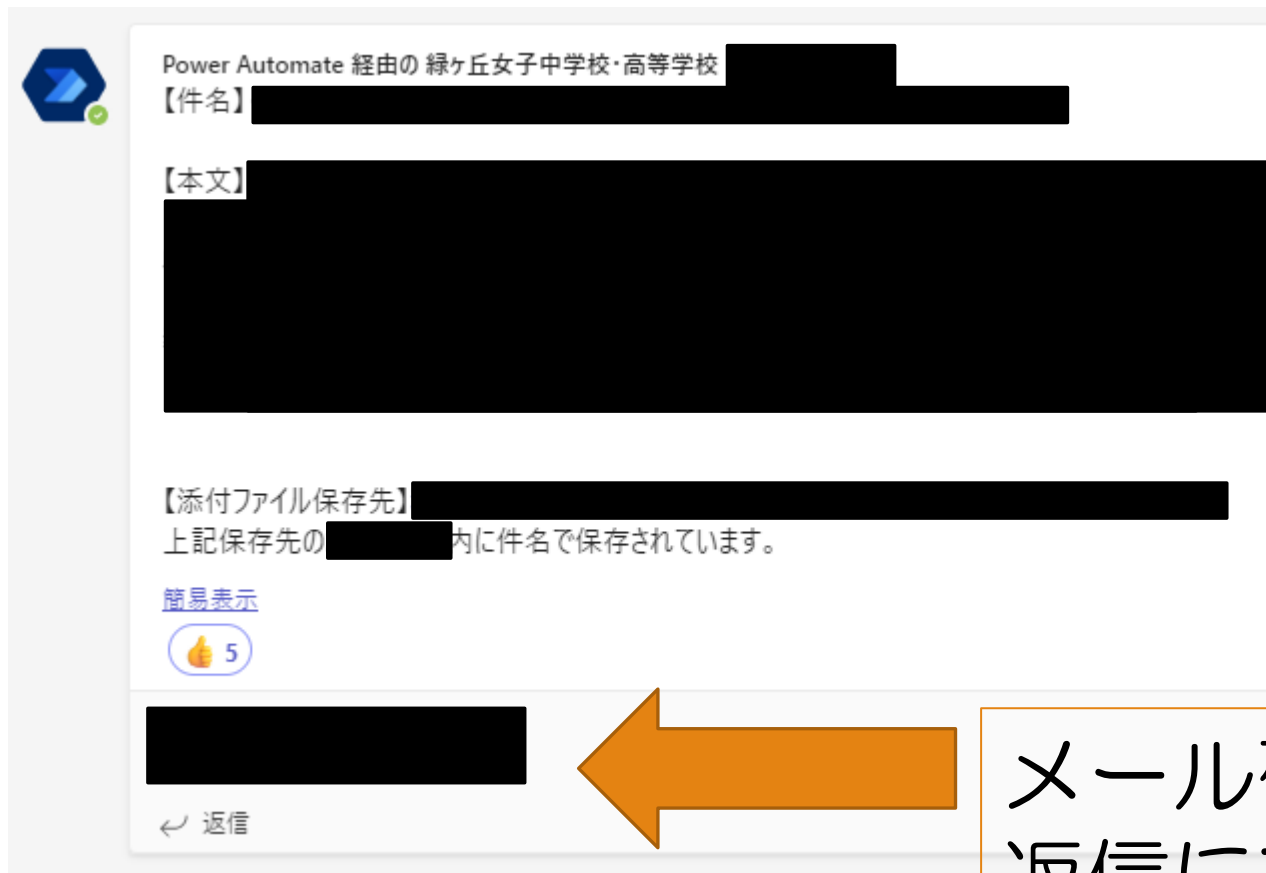 Power Automate 経由の 緑ヶ丘女子中学校・高等学校
【件名】
【本文】
【添付ファイル保存先】
上記保存先の 内に件名で保存されています。
簡易表示
👍 5
返信
メール
返信に